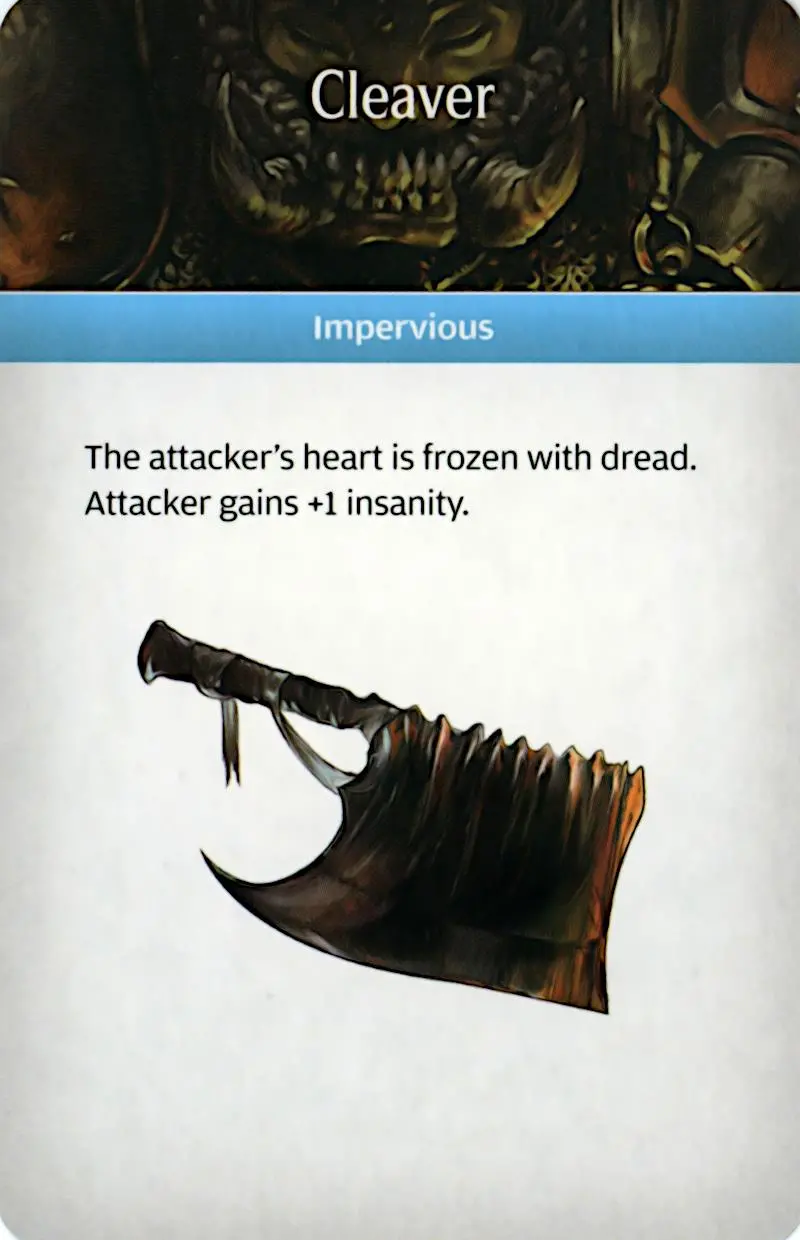 Cleaver
Impervious
The attacker’s heart is frozen with dread.
Attacker gains +1 insanity.